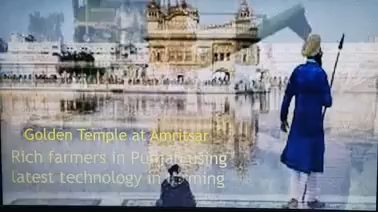 Golden Temple at Amritsar
Rich farmers in Punjab using
latest technology in farming